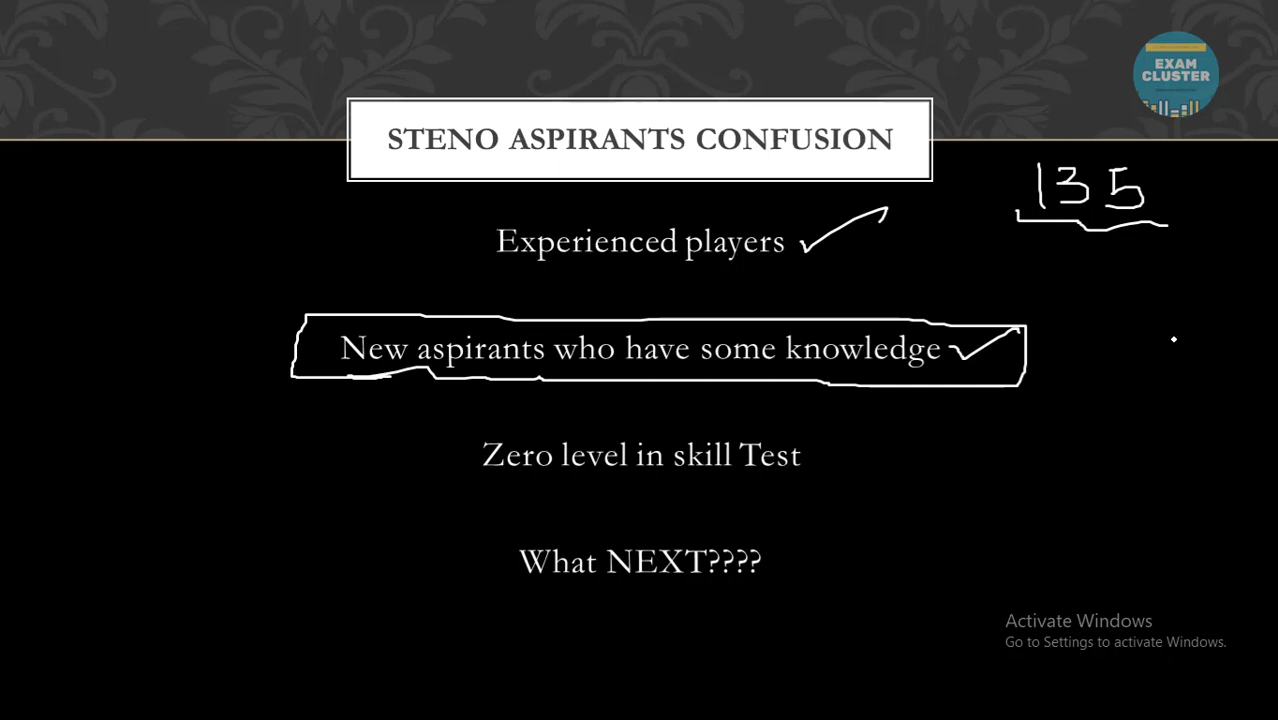 EXAM
CLUSTER
STENO ASPIRANTS CONFUSION
135
Experienced players
New aspirants who have some knowledge
Zero level in skill Test
What NEXT????
Activate Windows
Go to Settings to activate Windows.